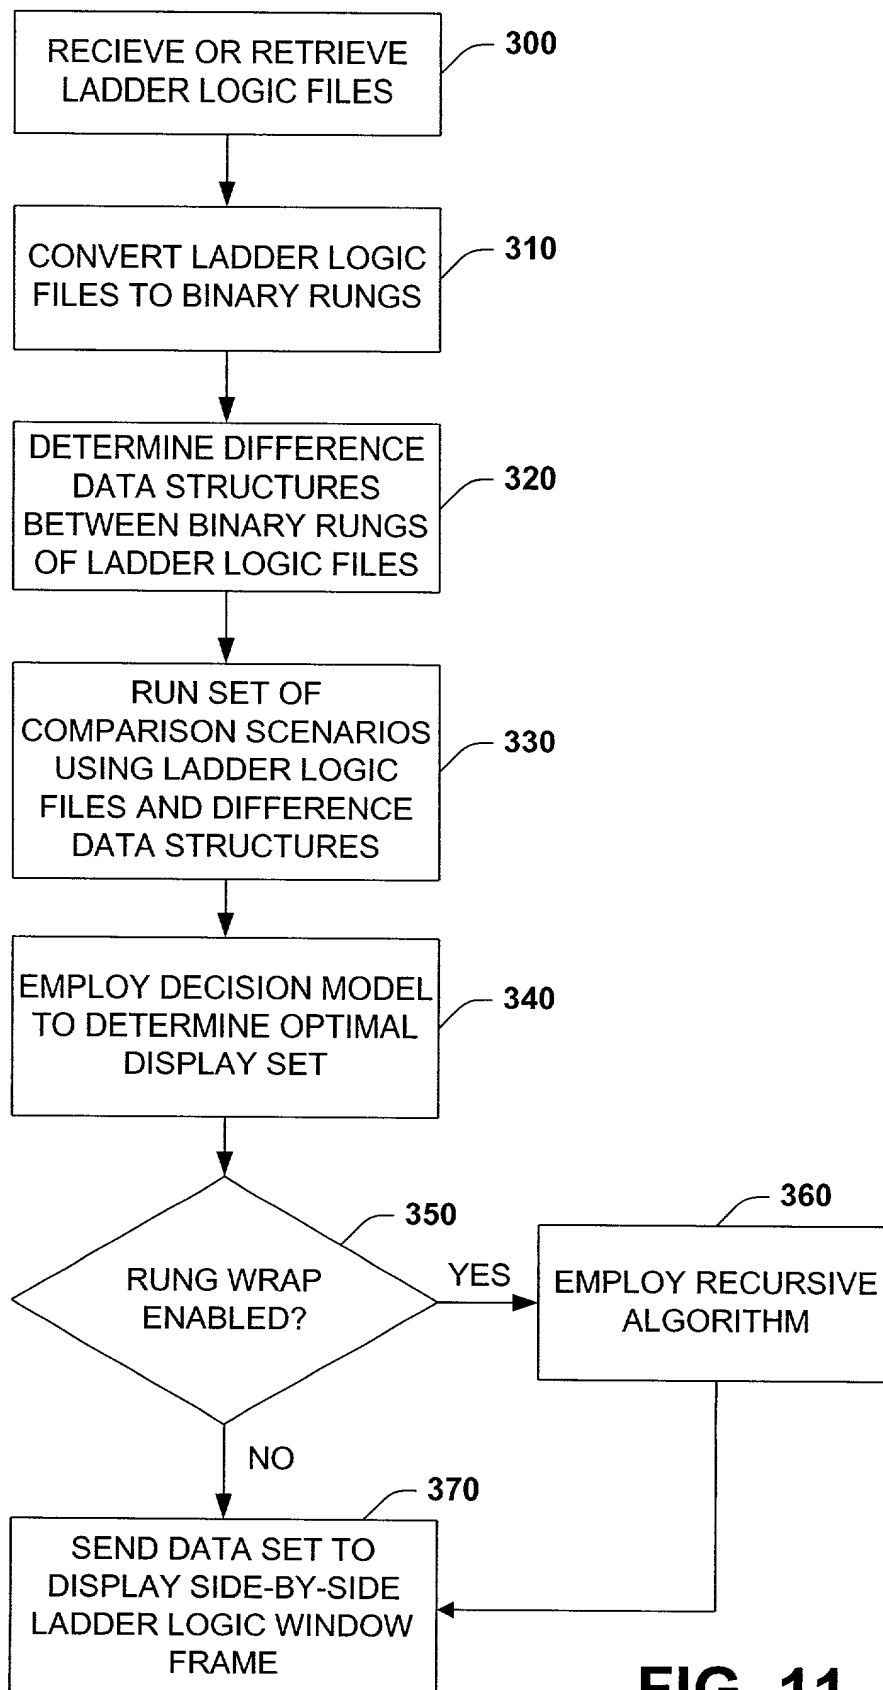 RECIEVE OR RETRIEVE
LADDER LOGIC FILES
300
CONVERT LADDER LOGIC
FILES TO BINARY RUNGS
310
DETERMINE DIFFERENCE
DATA STRUCTURES
BETWEEN BINARY RUNGS
OF LADDER LOGIC FILES
320
RUN SET OF
COMPARISON SCENARIOS
USING LADDER LOGIC
FILES AND DIFFERENCE
DATA STRUCTURES
330
EMPLOY DECISION MODEL
TO DETERMINE OPTIMAL
DISPLAY SET
340
RUNG WRAP
ENABLED?
350
YES
EMPLOY RECURSIVE
ALGORITHM
360
NO
SEND DATA SET TO
DISPLAY SIDE-BY-SIDE
LADDER LOGIC WINDOW
FRAME
370
FIG. 11